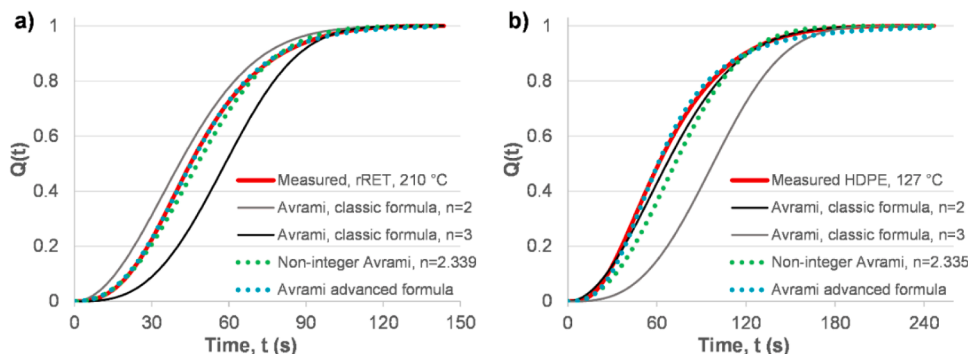 a)
1
0.8
0.6
0.4
0.2
0
Q(t)
Measured, rRET, 210 °C
Avrami, classic formula, n=2
Avrami, classic formula, n=3
Non-integer Avrami, n=2.339
Avrami advanced formula
0 30 60 90 120 150
Time, t (s)
b)
1
0.8
0.6
0.4
0.2
0
Q(t)
Measured HDPE, 127 °C
Avrami, classic formula, n=2
Avrami, classic formula, n=3
Non-integer Avrami, n=2.335
Avrami advanced formula
0 60 120 180 240
Time, t (s)